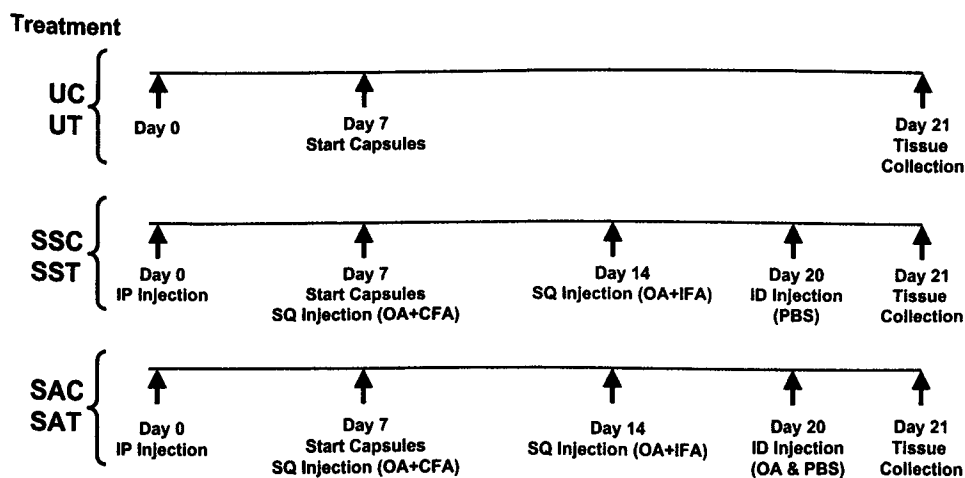 Treatment
UC
UT
Day 0
Day 7
Start Capsules
Day 21
Tissue
Collection
SSC
SST
Day 0
IP Injection
Day 7
Start Capsules
SQ Injection (OA+CFA)
Day 14
SQ Injection (OA+IFA)
Day 20
ID Injection
(PBS)
Day 21
Tissue
Collection
SAC
SAT
Day 0
IP Injection
Day 7
Start Capsules
SQ Injection (OA+CFA)
Day 14
SQ Injection (OA+IFA)
Day 20
ID Injection
(OA & PBS)
Day 21
Tissue
Collection